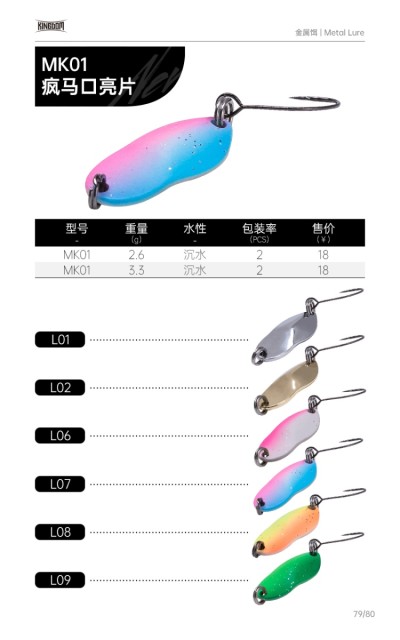 KINGDOM
金属饵 | Metal Lure
MK01
疯马口亮片
型号 重量 水性 包装率 售价
- (g) - (PCS) (¥)
MK01 2.6 沉水 2 18
MK01 3.3 沉水 2 18
L01
L02
L06
L07
L08
L09
79/80